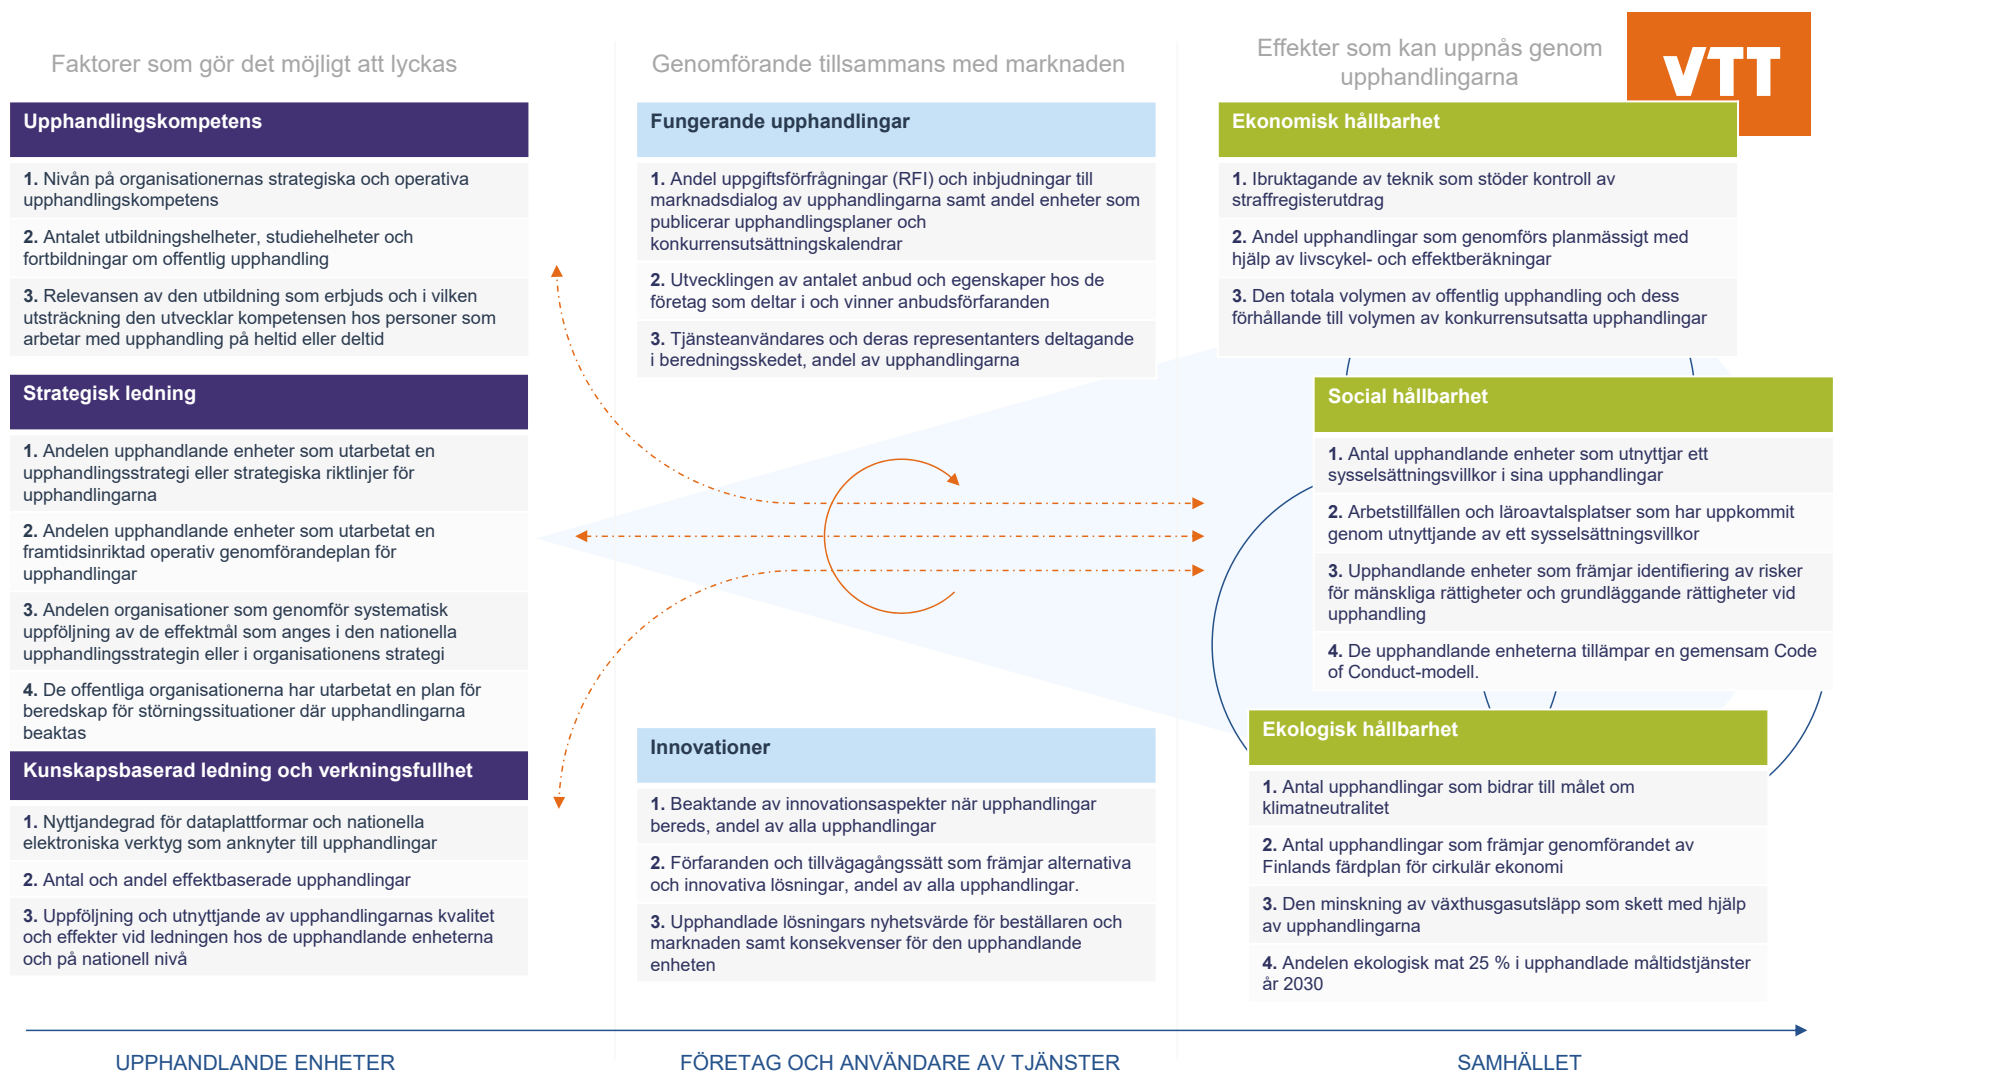 Faktorer som gör det möjligt att lyckas
Upphandlingskompetens
1. Nivån på organisationernas strategiska och operativa
upphandlingskompetens
2. Antalet utbildningshelheter, studiehelheter och
fortbildningar om offentlig upphandling
3. Relevansen av den utbildning som erbjuds och i vilken
utsträckning den utvecklar kompetensen hos personer som
arbetar med upphandling på heltid eller deltid
Strategisk ledning
1. Andelen upphandlande enheter som utarbetat en
upphandlingsstrategi eller strategiska riktlinjer för
upphandlingarna
2. Andelen upphandlande enheter som utarbetat en
framtidsinriktad operativ genomförandeplan för
upphandlingar
3. Andelen organisationer som genomför systematisk
uppföljning av de effektmål som anges i den nationella
upphandlingsstrategin eller i organisationens strategi
4. De offentliga organisationerna har utarbetat en plan för
beredskap för störningssituationer där upphandlingarna
beaktas
Kunskapsbaserad ledning och verkningsfullhet
1. Nyttjandegrad för dataplattformar och nationella
elektroniska verktyg som anknyter till upphandlingar
2. Antal och andel effektbaserade upphandlingar
3. Uppföljning och utnyttjande av upphandlingarnas kvalitet
och effekter vid ledningen hos de upphandlande enheterna
och på nationell nivå
UPPHANDLANDE ENHETER
Genomförande tillsammans med marknaden
Fungerande upphandlingar
1. Andel uppgiftsförfrågningar (RFI) och inbjudningar till
marknadsdialog av upphandlingarna samt andel enheter som
publicerar upphandlingsplaner och
konkurrensutsättningskalendrar
2. Utvecklingen av antalet anbud och egenskaper hos de
företag som deltar i och vinner anbudsförfaranden
3. Tjänsteanvändares och deras representanters deltagande
i beredningsskedet, andel av upphandlingarna
Innovationer
1. Beaktande av innovationsaspekter när upphandlingar
bereds, andel av alla upphandlingar
2. Förfaranden och tillvägagångssätt som främjar alternativa
och innovativa lösningar, andel av alla upphandlingar.
3. Upphandlade lösningars nyhetsvärde för beställaren och
marknaden samt konsekvenser för den upphandlande
enheten
FÖRETAG OCH ANVÄNDARE AV TJÄNSTER
Effekter som kan uppnås genom
upphandlingarna
VTT
Ekonomisk hållbarhet
1. Ibruktagande av teknik som stöder kontroll av
straffregisterutdrag
2. Andel upphandlingar som genomförs planmässigt med
hjälp av livscykel- och effektberäkningar
3. Den totala volymen av offentlig upphandling och dess
förhållande till volymen av konkurrensutsatta upphandlingar
Social hållbarhet
1. Antal upphandlande enheter som utnyttjar ett
sysselsättningsvillkor i sina upphandlingar
2. Arbetstillfällen och läroavtalsplatser som har uppkommit
genom utnyttjande av ett sysselsättningsvillkor
3. Upphandlande enheter som främjar identifiering av risker
för mänskliga rättigheter och grundläggande rättigheter vid
upphandling
4. De upphandlande enheterna tillämpar en gemensam Code
of Conduct-modell.
Ekologisk hållbarhet
1. Antal upphandlingar som bidrar till målet om
klimatneutralitet
2. Antal upphandlingar som främjar genomförandet av
Finlands färdplan för cirkulär ekonomi
3. Den minskning av växthusgasutsläpp som skett med hjälp
av upphandlingarna
4. Andelen ekologisk mat 25 % i upphandlade måltidstjänster
år 2030
SAMHÄLLET